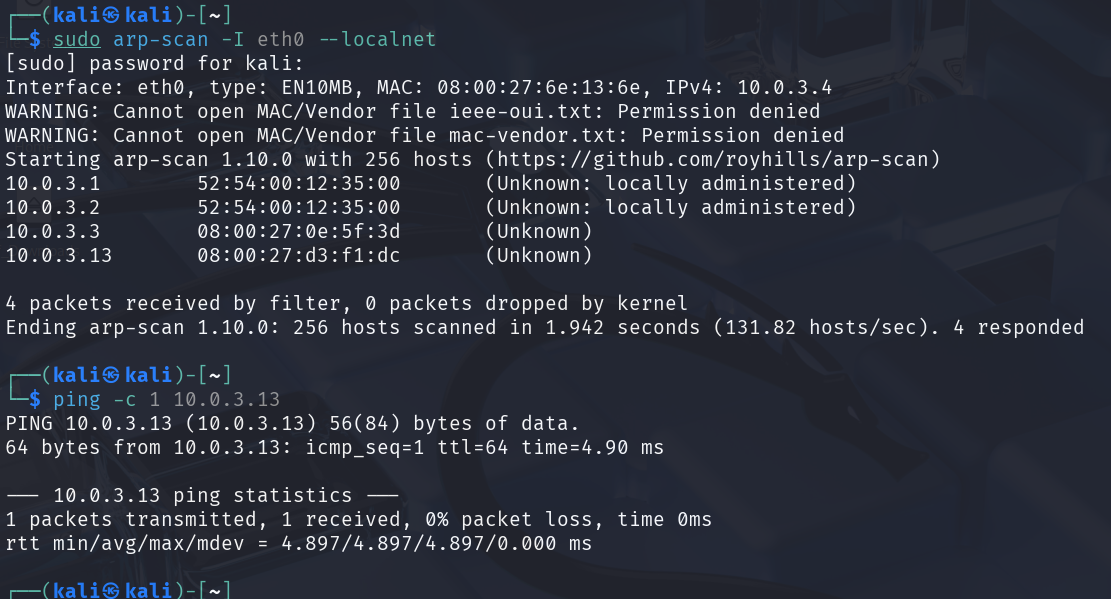 ┌──(kali㉿kali)-[~]
└─$ sudo arp-scan -I eth0 --localnet
[sudo] password for kali:
Interface: eth0, type: EN10MB, MAC: 08:00:27:6e:13:6e, IPv4: 10.0.3.4
WARNING: Cannot open MAC/Vendor file ieee-oui.txt: Permission denied
WARNING: Cannot open MAC/Vendor file mac-vendor.txt: Permission denied
Starting arp-scan 1.10.0 with 256 hosts (https://github.com/royhills/arp-scan)
10.0.3.1        52:54:00:12:35:00       (Unknown: locally administered)
10.0.3.2        52:54:00:12:35:00       (Unknown: locally administered)
10.0.3.3        08:00:27:0e:5f:3d       (Unknown)
10.0.3.13       08:00:27:d3:f1:dc       (Unknown)
4 packets received by filter, 0 packets dropped by kernel
Ending arp-scan 1.10.0: 256 hosts scanned in 1.942 seconds (131.82 hosts/sec). 4 responded
┌──(kali㉿kali)-[~]
└─$ ping -c 1 10.0.3.13
PING 10.0.3.13 (10.0.3.13) 56(84) bytes of data.
64 bytes from 10.0.3.13: icmp_seq=1 ttl=64 time=4.90 ms
--- 10.0.3.13 ping statistics ---
1 packets transmitted, 1 received, 0% packet loss, time 0ms
rtt min/avg/max/mdev = 4.897/4.897/4.897/0.000 ms
┌──(kali㉿kali)-[~]